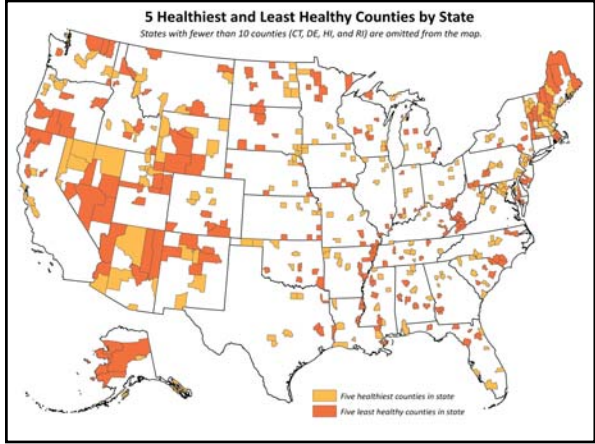 5 Healthiest and Least Healthy Counties by State
States with fewer than 10 counties (CT, DE, HI, and RI) are omitted from the map.
Five healthiest counties in state
Five least healthy counties in state